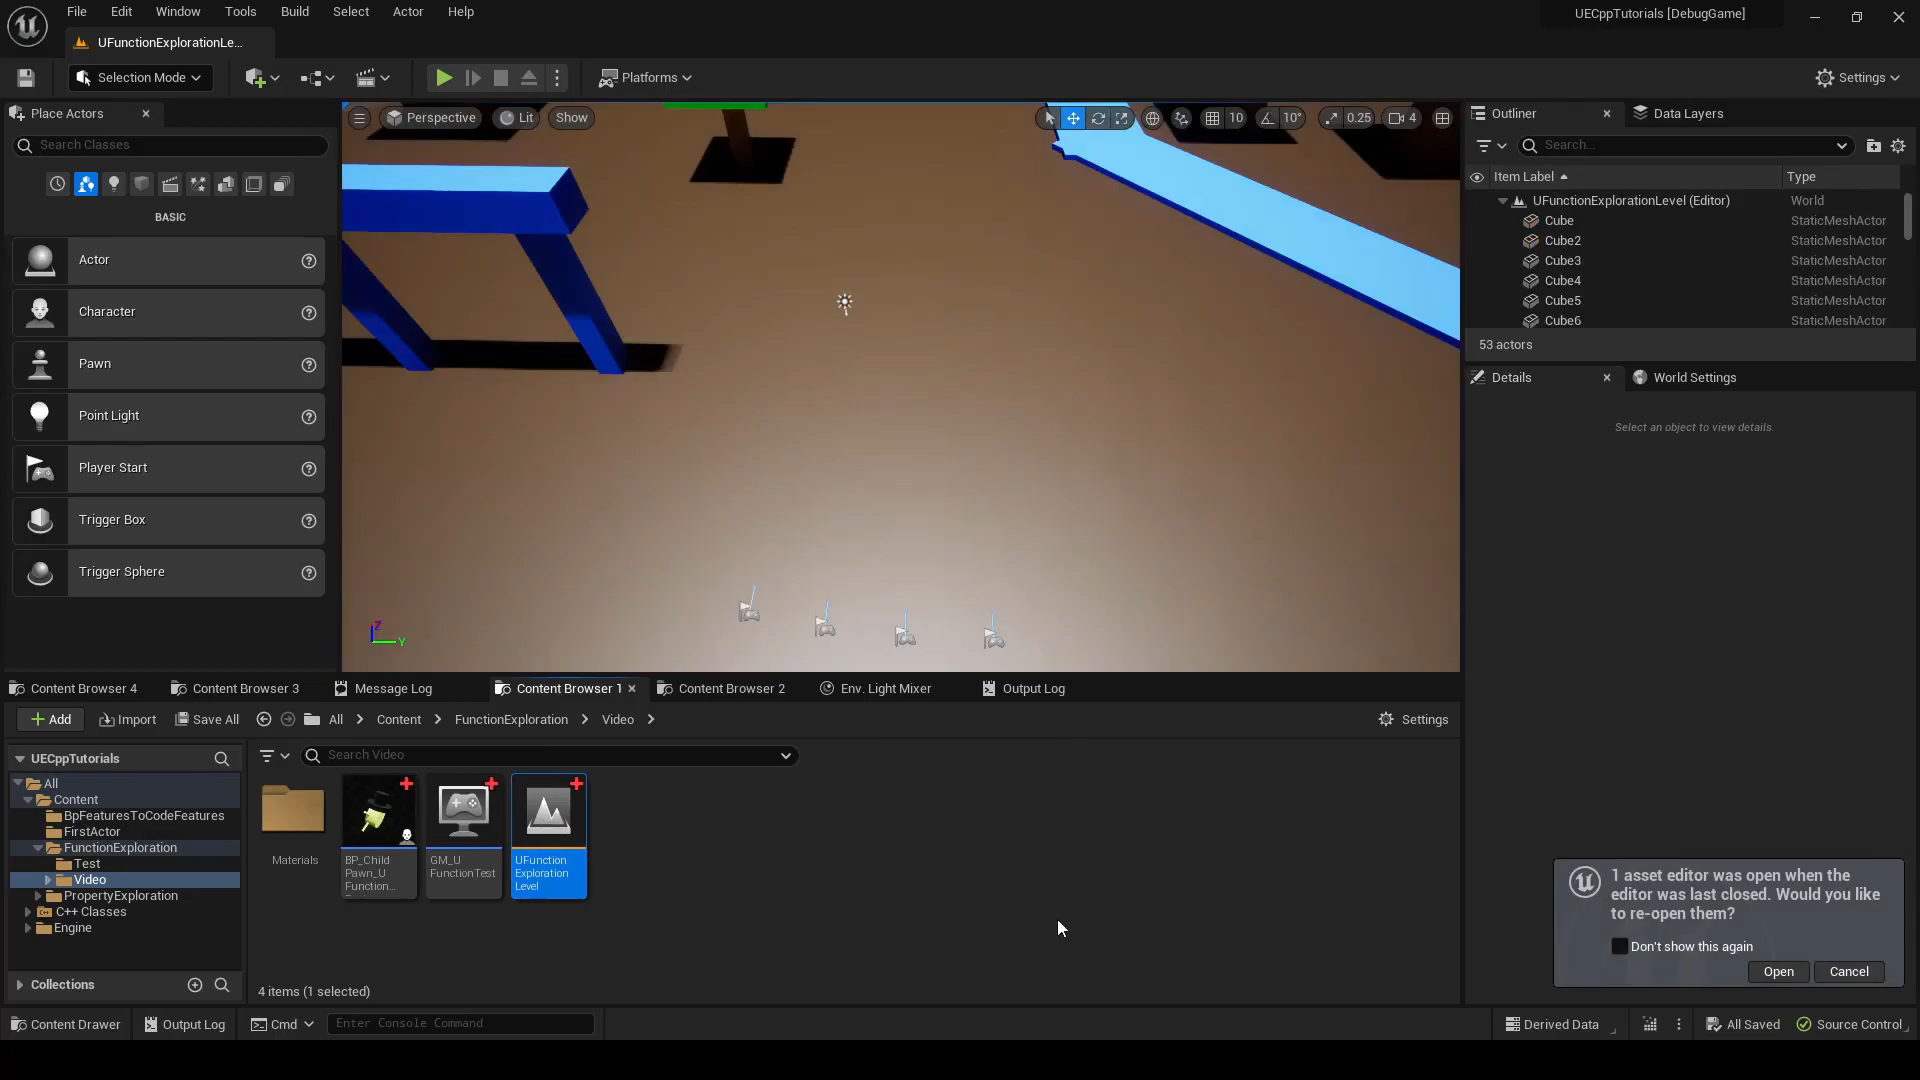 File Edit Window Tools Build Select Actor Help
UECppTutorials [DebugGame]
UFunctionExplorationLe...
Selection Mode
Platforms
Settings
Place Actors
Search Classes
BASIC
Actor
Character
Pawn
Point Light
Player Start
Trigger Box
Trigger Sphere
Perspective Lit Show
10 10° 0.25 4
Z
Y
Outliner Data Layers
Search...
Item Label Type
UFunctionExplorationLevel (Editor) World
Cube StaticMeshActor
Cube2 StaticMeshActor
Cube3 StaticMeshActor
Cube4 StaticMeshActor
Cube5 StaticMeshActor
Cube6 StaticMeshActor
53 actors
Details World Settings
Select an object to view details.
Content Browser 4 Content Browser 3 Message Log Content Browser 1 Content Browser 2 Env. Light Mixer Output Log
Add Import Save All All Content FunctionExploration Video Settings
UECppTutorials
All
Content
BpFeaturesToCodeFeatures
FirstActor
FunctionExploration
Test
Video
PropertyExploration
C++ Classes
Engine
Collections
Search Video
Materials
BP_Child
Pawn_U
Function...
GM_U
FunctionTest
UFunction
Exploration
Level
4 items (1 selected)
1 asset editor was open when the
editor was last closed. Would you like
to re-open them?
Don't show this again
Open Cancel
Content Drawer Output Log Cmd Enter Console Command Derived Data All Saved Source Control